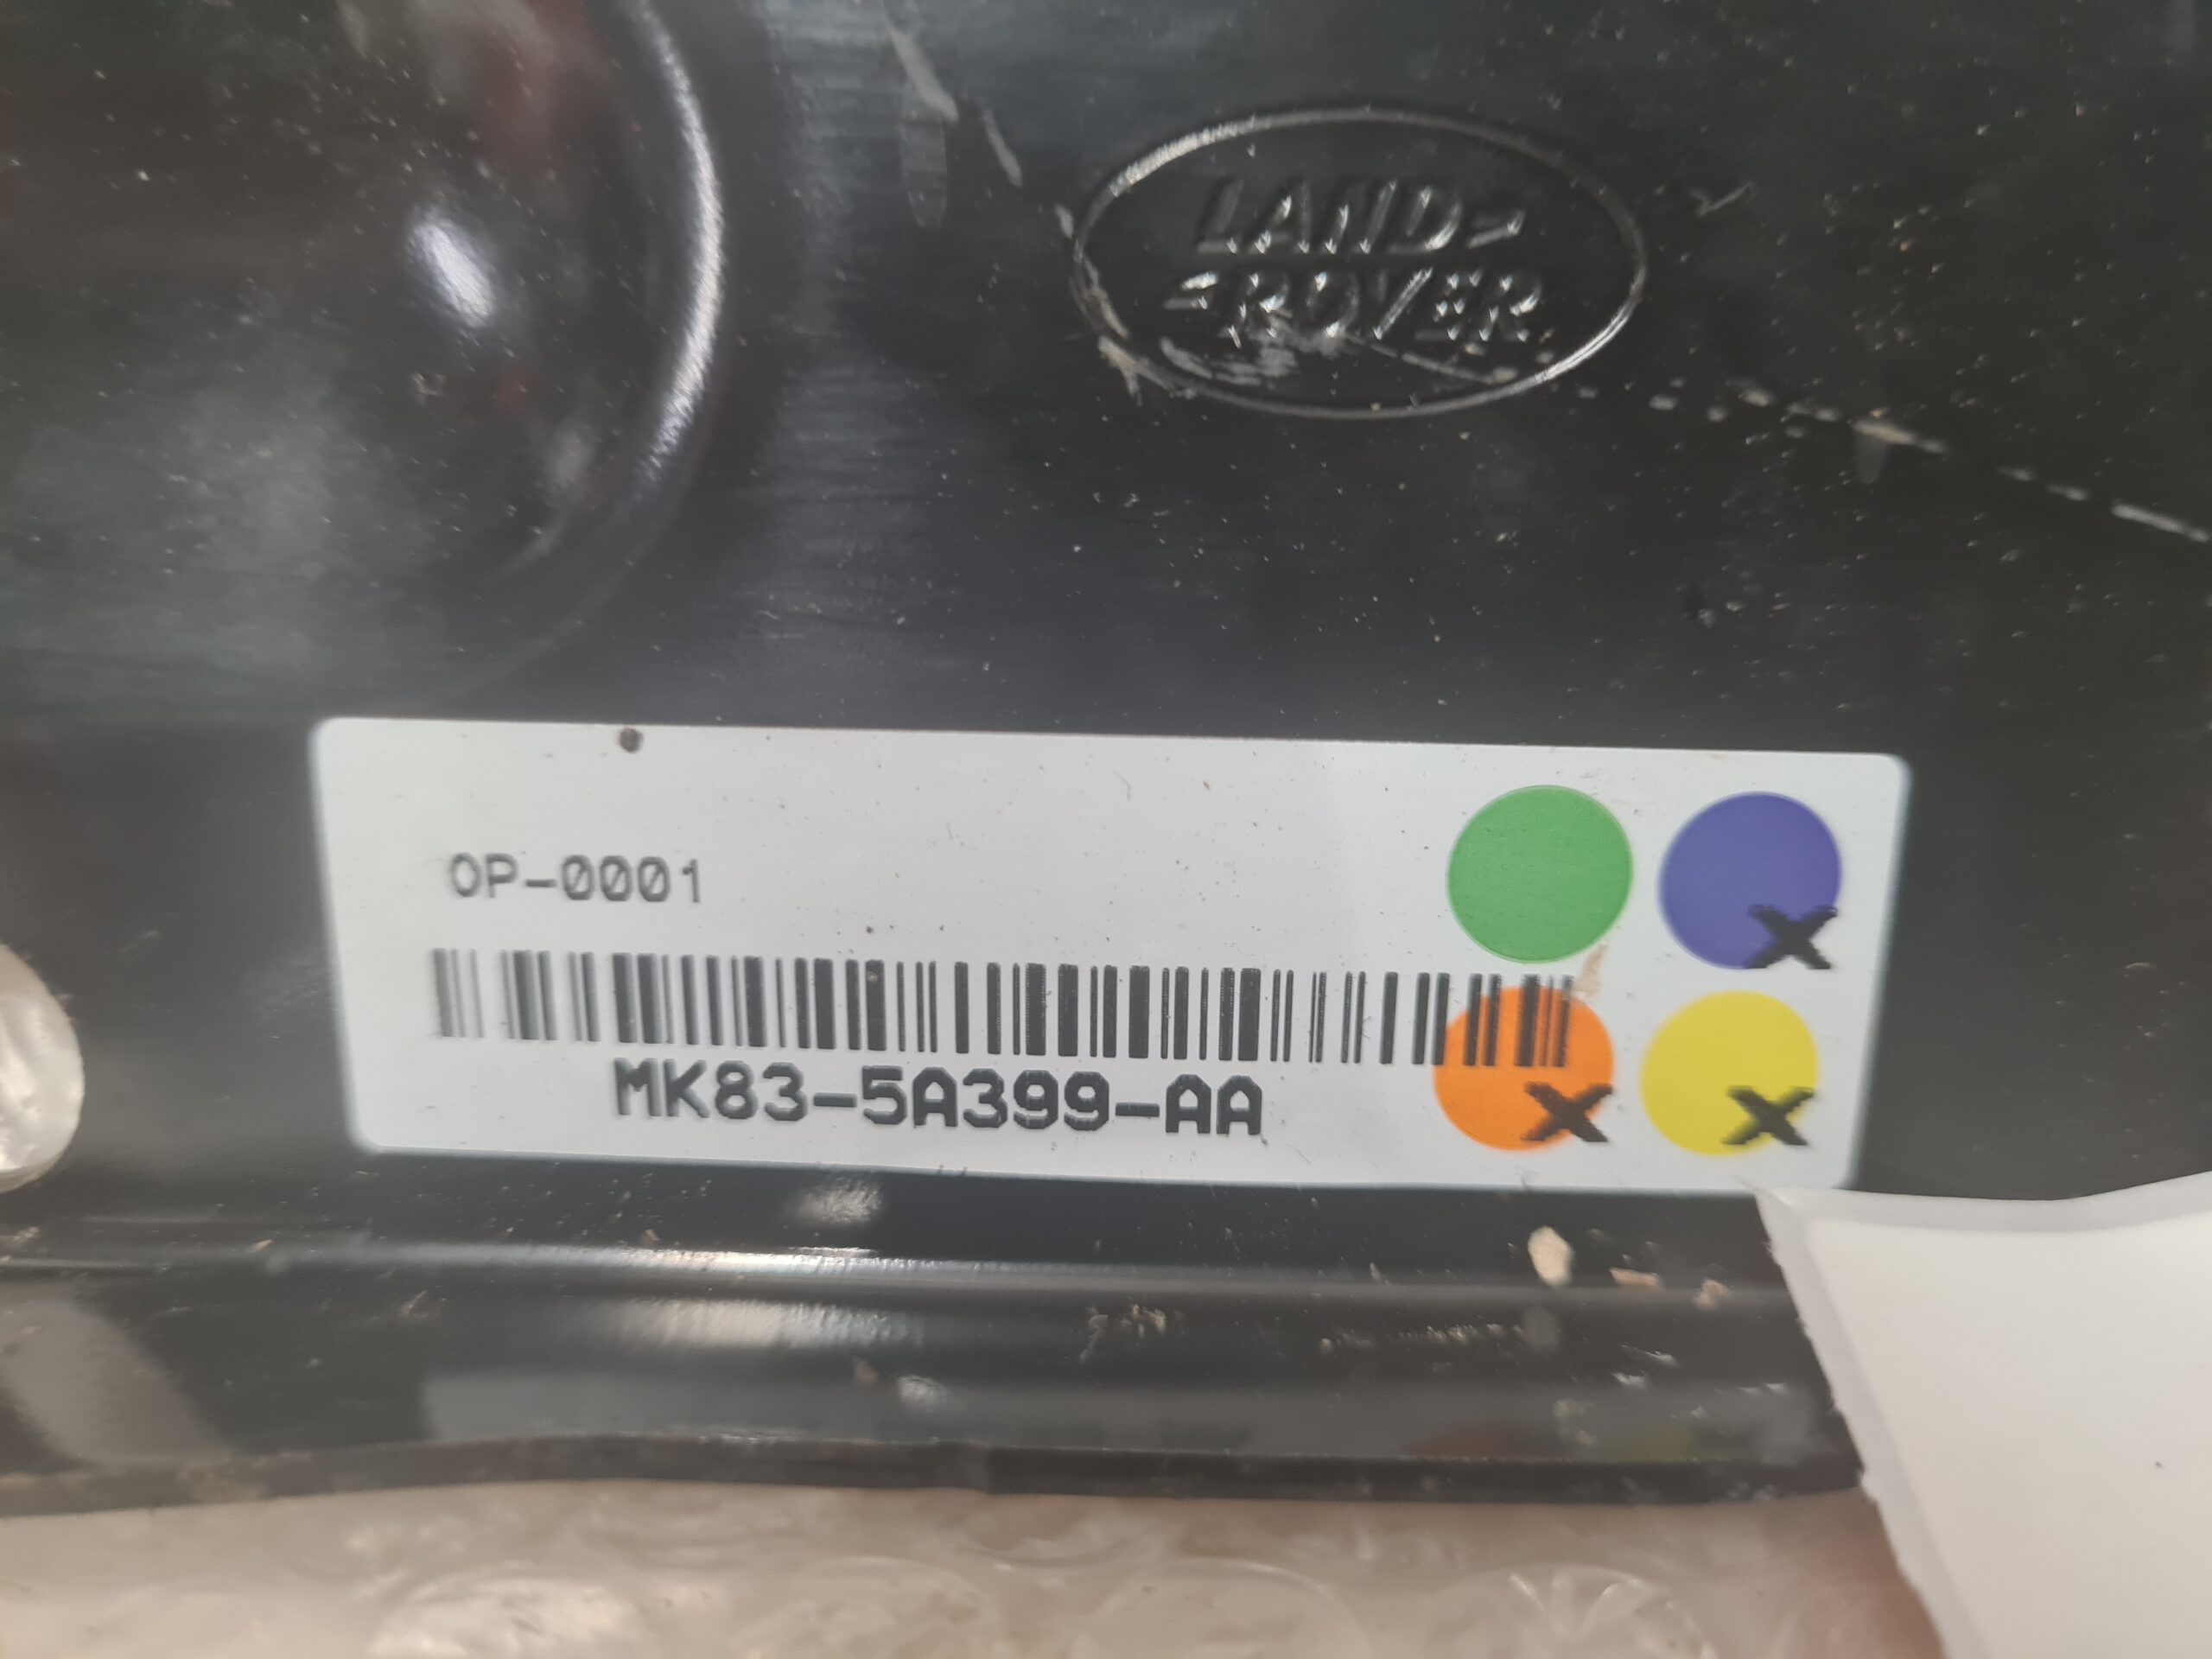 LAND
ROVER
OP-0001
X
MK83-5A399-AA
X X